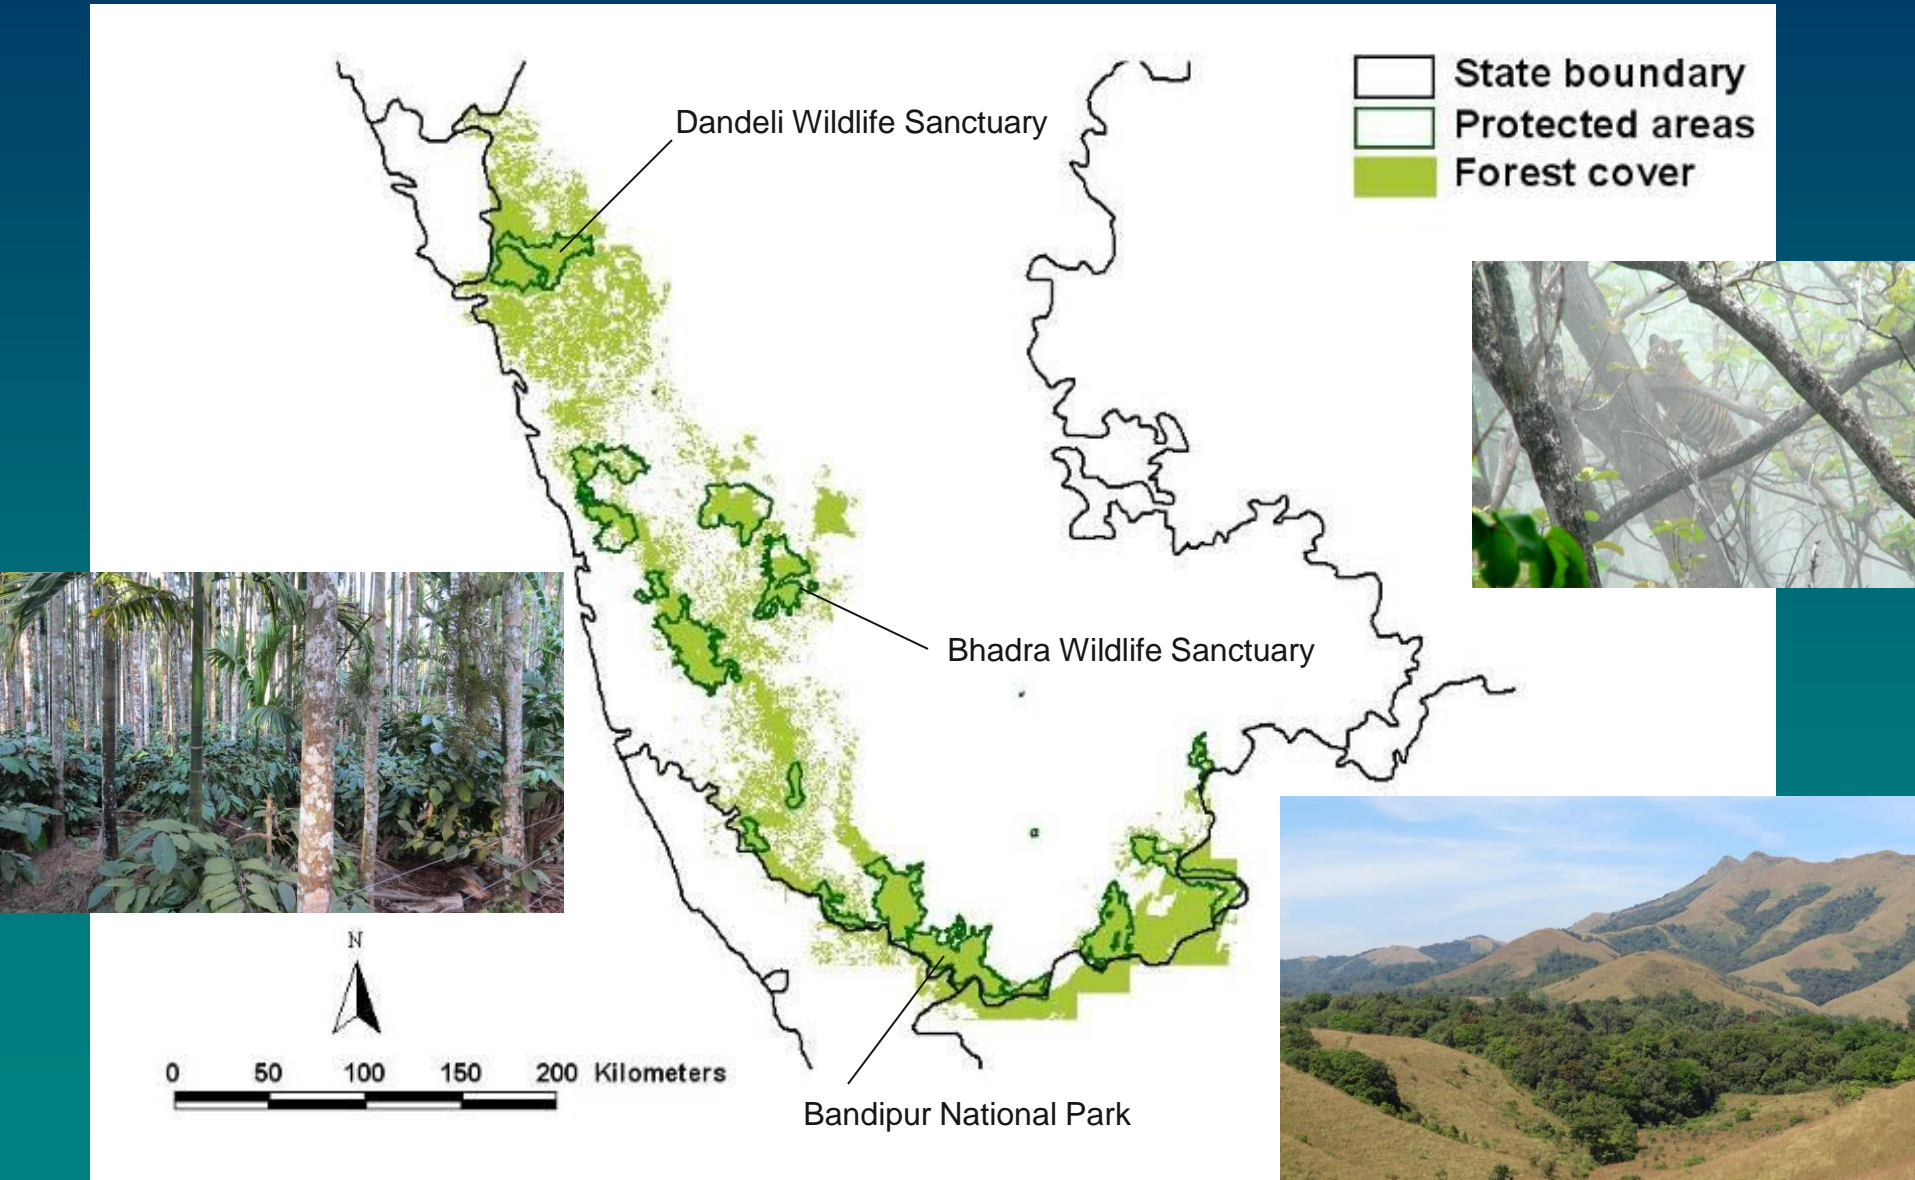 State boundary
Protected areas
Forest cover
Dandeli Wildlife Sanctuary
Bhadra Wildlife Sanctuary
Bandipur National Park
N
0 50 100 150 200 Kilometers